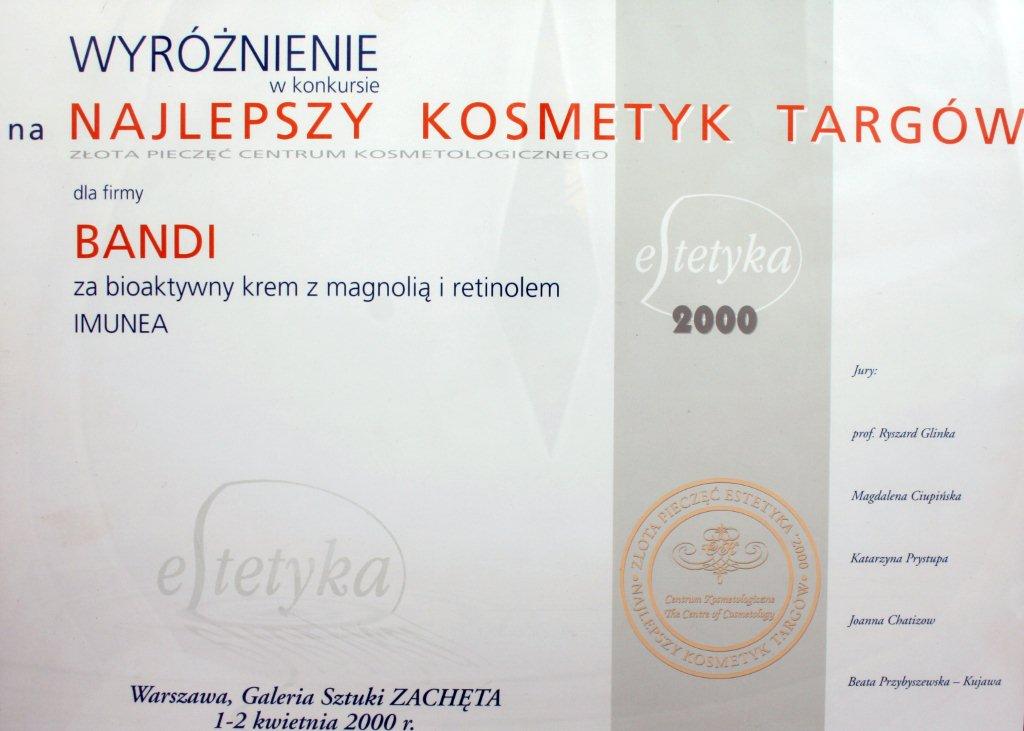 WYRÓŻNIENIE
w konkursie
na NAJLEPSZY KOSMETYK TARGÓW
ZŁOTA PIECZĘĆ CENTRUM KOSMETOLOGICZNEGO
dla firmy
BANDI
za bioaktywny krem z magnolią i retinolem
IMUNEA
estetyka
2000
Jury:
prof. Ryszard Glinka
Magdalena Ciupińska
Katarzyna Prystupa
Joanna Chatizow
Beata Przybyszewska – Kujawa
ZŁOTA PIECZĘĆ ESTETYKA '2000
Centrum Kosmetologiczne
The Centre of Cosmetology
NAJLEPSZY KOSMETYK TARGÓW
estetyka
Warszawa, Galeria Sztuki ZACHĘTA
1-2 kwietnia 2000 r.